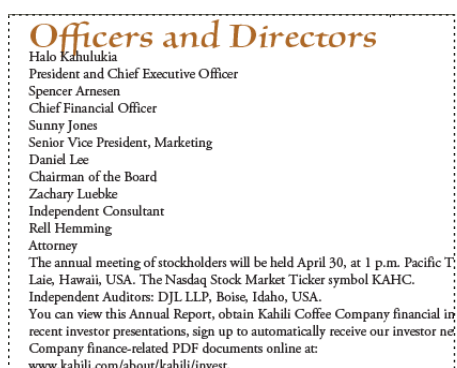 Officers and Directors
Halo Kahulukia
President and Chief Executive Officer
Spencer Arnesen
Chief Financial Officer
Sunny Jones
Senior Vice President, Marketing
Daniel Lee
Chairman of the Board
Zachary Luebke
Independent Consultant
Rell Hemming
Attorney
The annual meeting of stockholders will be held April 30, at 1 p.m. Pacific T
Laie, Hawaii, USA. The Nasdaq Stock Market Ticker symbol KAHC.
Independent Auditors: DJL LLP, Boise, Idaho, USA.
You can view this Annual Report, obtain Kahili Coffee Company financial in
recent investor presentations, sign up to automatically receive our investor ne
Company finance-related PDF documents online at:
www.kahili.com/about/kahili/invest